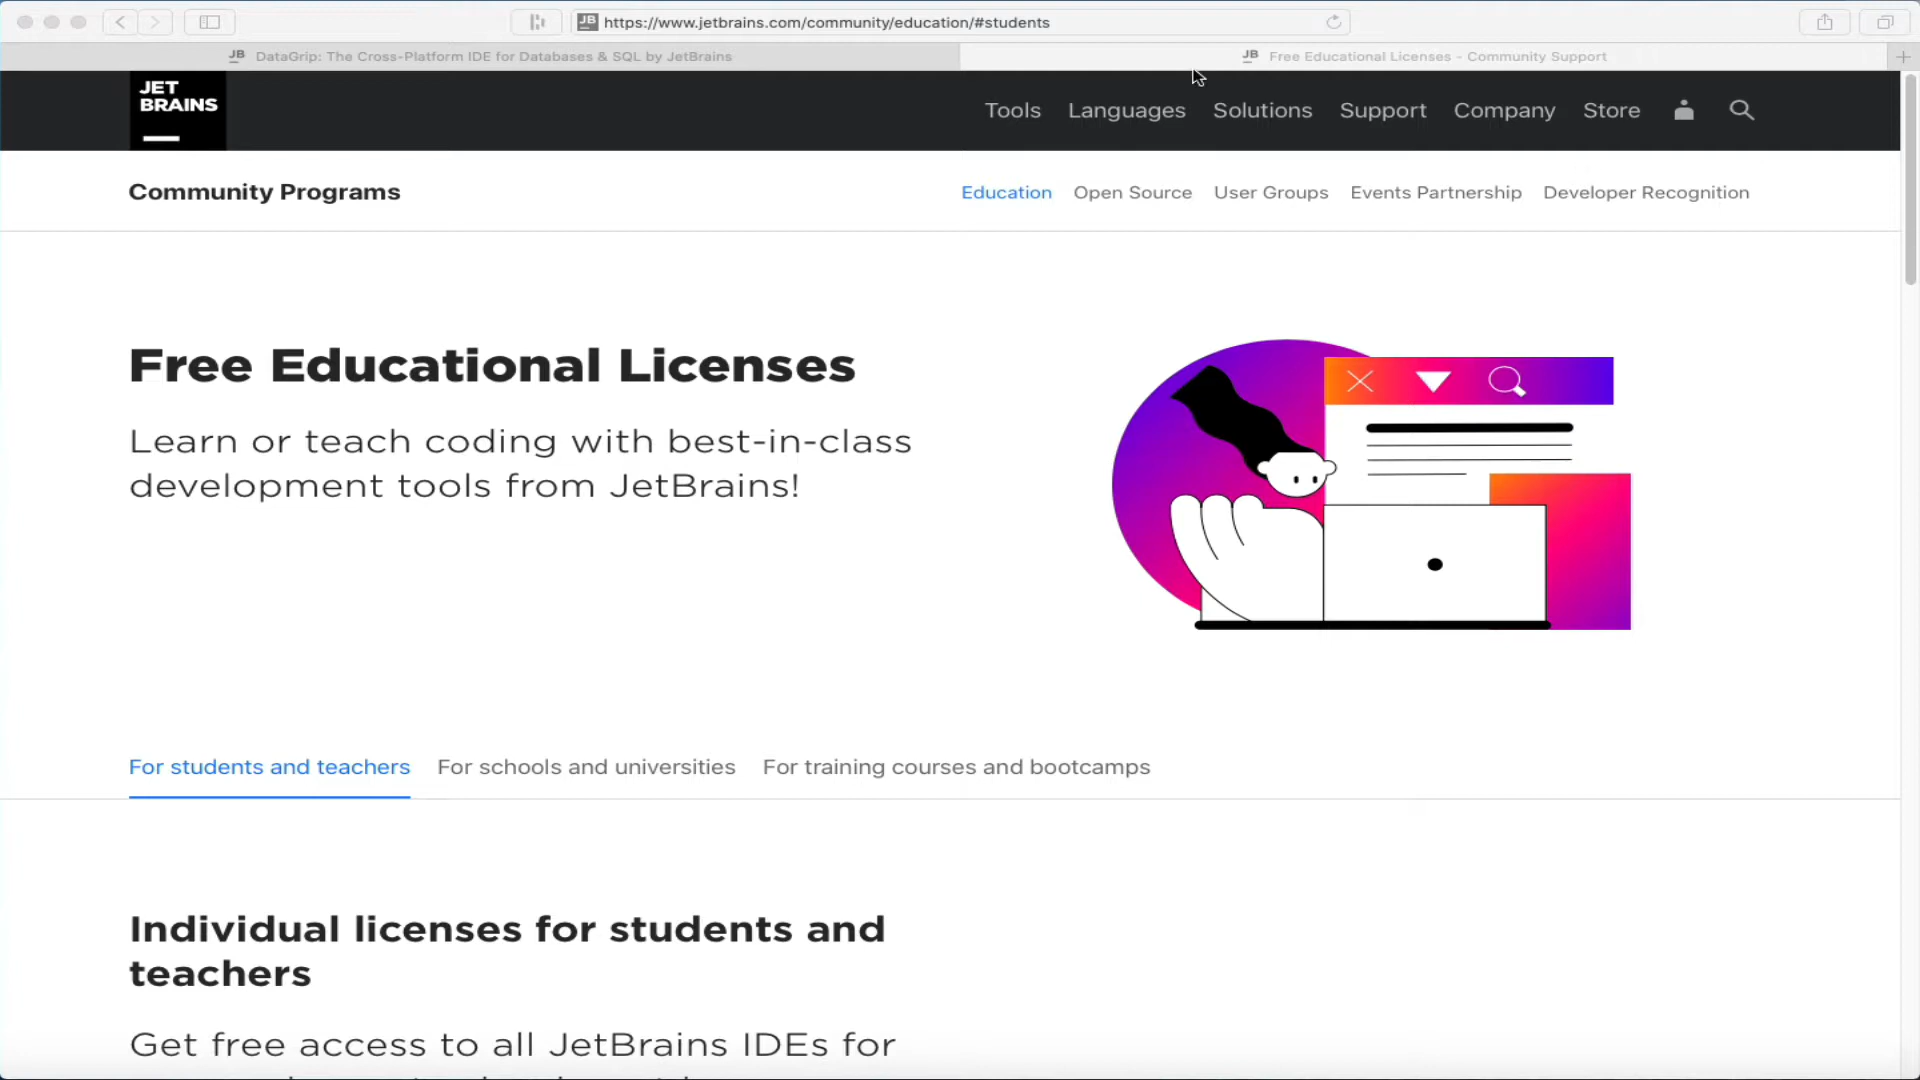 https://www.jetbrains.com/community/education/#students
DataGrip: The Cross-Platform IDE for Databases & SQL by JetBrains
Free Educational Licenses - Community Support
JET
BRAINS
Tools Languages Solutions Support Company Store
Community Programs
Education Open Source User Groups Events Partnership Developer Recognition
Free Educational Licenses
Learn or teach coding with best-in-class
development tools from JetBrains!
For students and teachers For schools and universities For training courses and bootcamps
Individual licenses for students and
teachers
Get free access to all JetBrains IDEs for